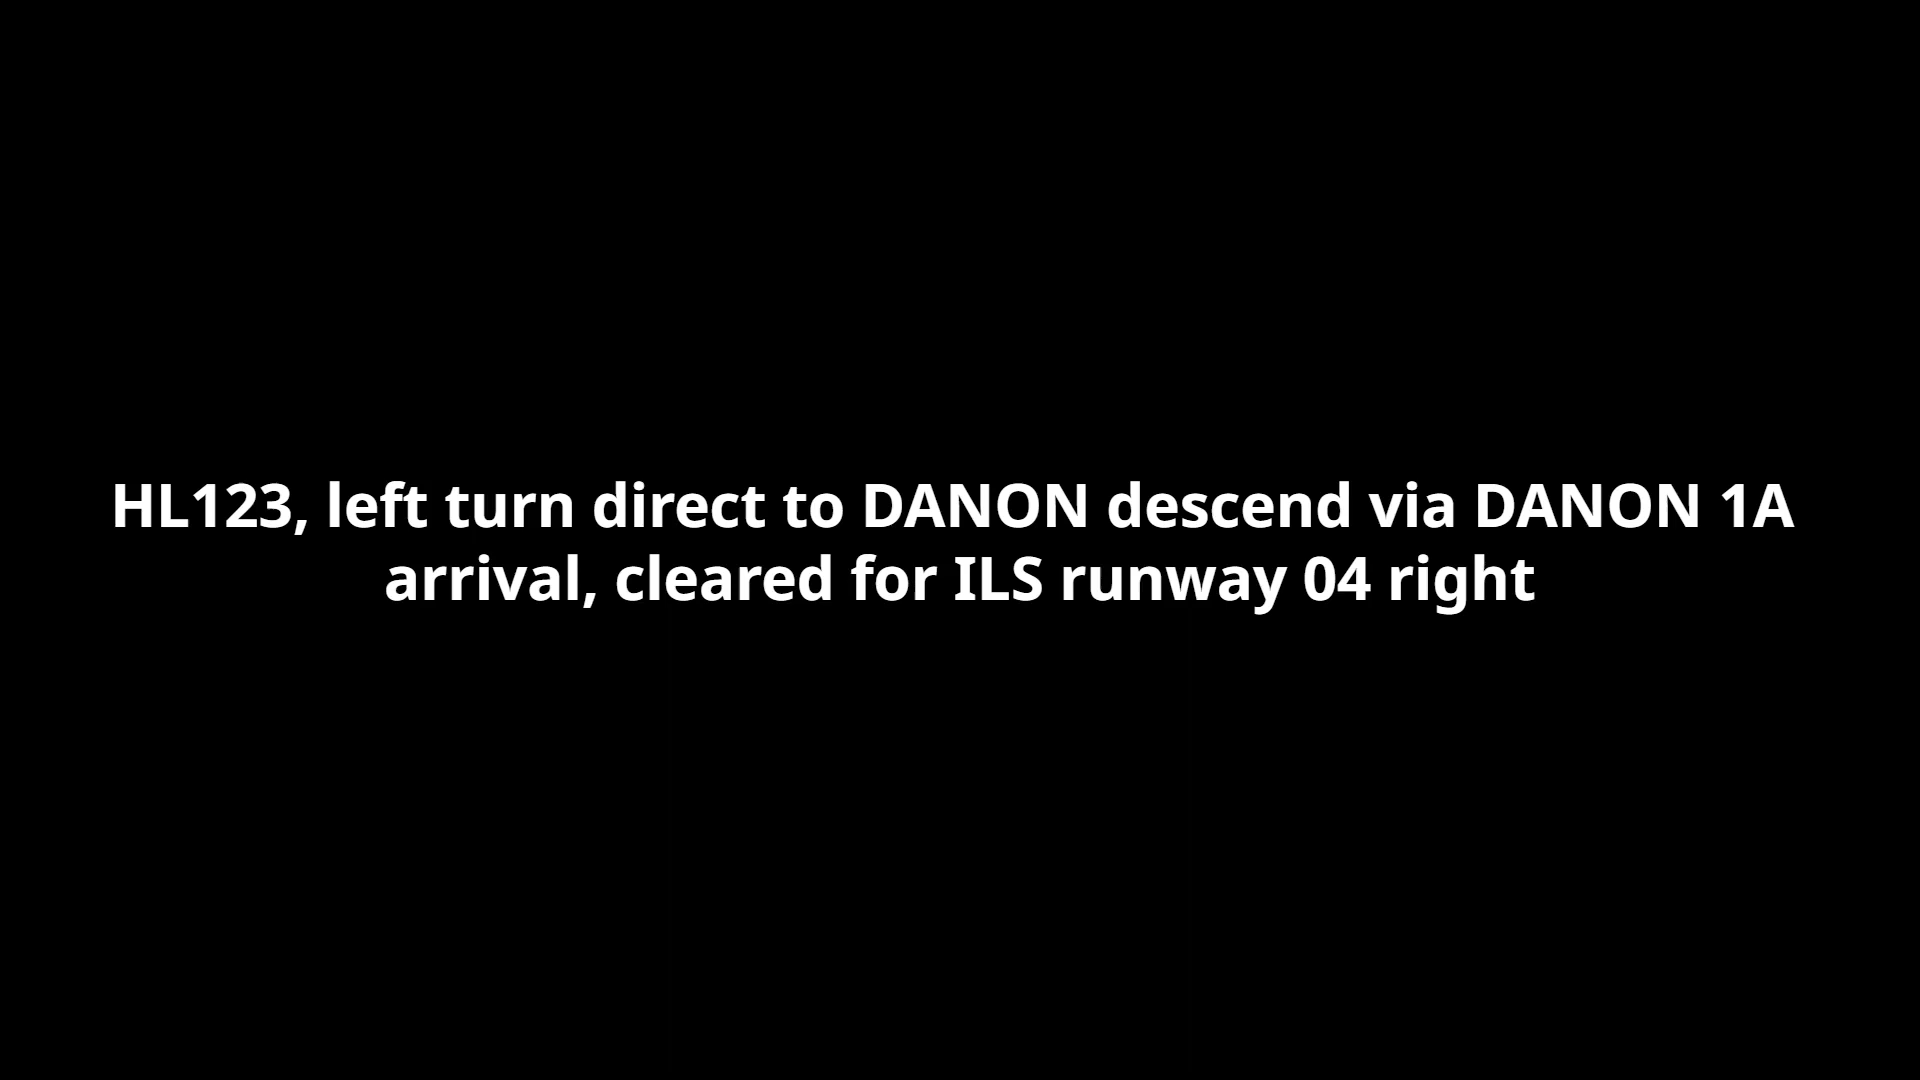 HL123, left turn direct to DANON descend via DANON 1A
arrival, cleared for ILS runway 04 right